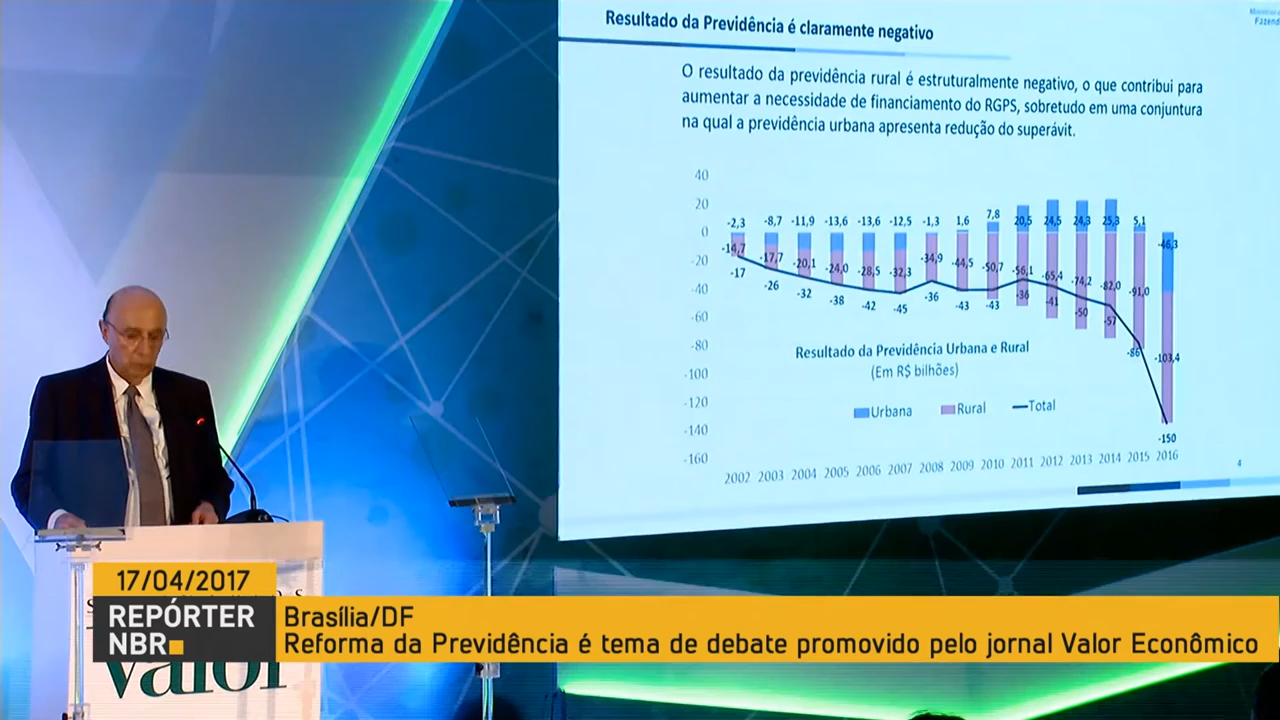 Resultado da Previdência é claramente negativo
Fazend
O resultado da previdência rural é estruturalmente negativo, o que contribui para
aumentar a necessidade de financiamento do RGPS, sobretudo em uma conjuntura
na qual a previdência urbana apresenta redução do superávit.
40
20
0
-20
-40
-60
-80
-100
-120
-140
-160
-2,3 -8,7 -11,9 -13,6 -13,6 -12,5 -1,3 1,6 7,8 20,5 24,5 24,3 25,3 5,1 -46,3
-14,7 -17,7 -20,1 -24,0 -28,5 -32,3 -34,9 -44,5 -50,7 -56,1 -65,4 -74,2 -82,0 -91,0 -103,4
-17 -26 -32 -38 -42 -45 -36 -43 -43 -36 -41 -50 -57 -86 -150
Resultado da Previdência Urbana e Rural
(Em R$ bilhões)
Urbana Rural Total
2002 2003 2004 2005 2006 2007 2008 2009 2010 2011 2012 2013 2014 2015 2016
4
17/04/2017
REPÓRTER
NBR
Brasília/DF
Reforma da Previdência é tema de debate promovido pelo jornal Valor Econômico
Valor